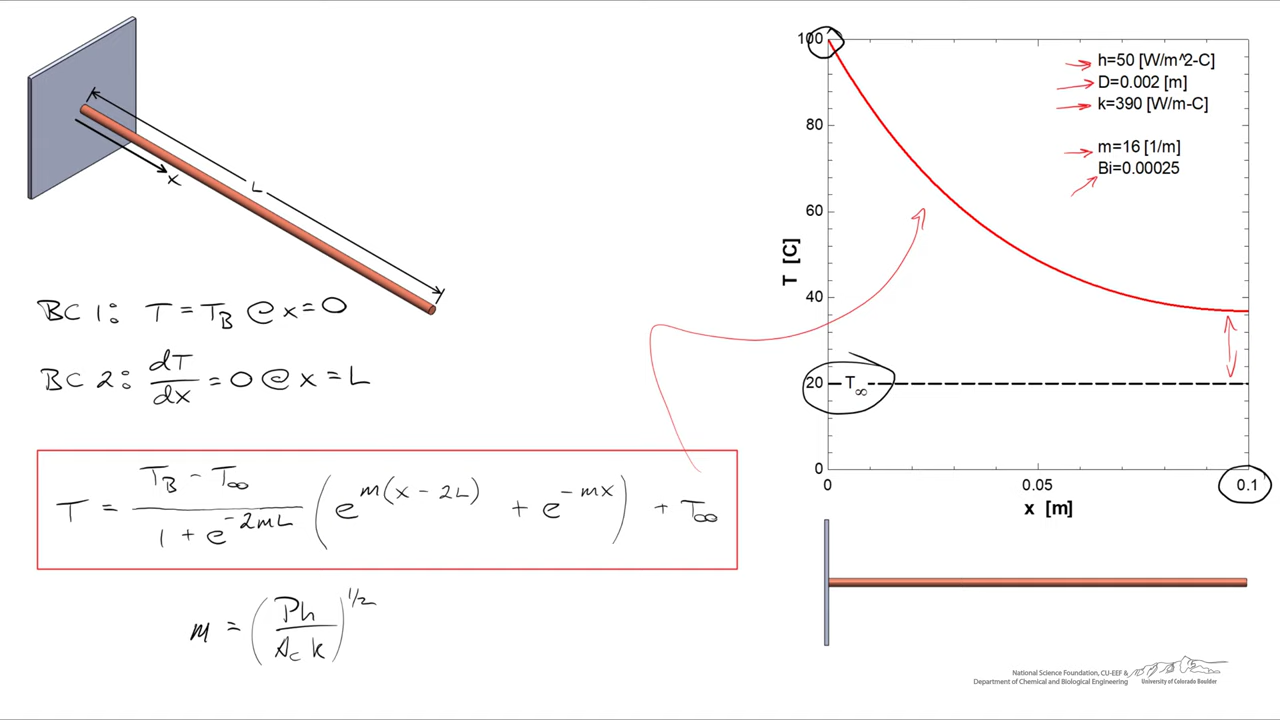 x
L
BC 1: T = T_B @ x = 0
BC 2: dT/dx = 0 @ x = L
T = (T_B - T_∞)/(1 + e^(-2mL)) (e^(m(x - 2L)) + e^(-mx)) + T_∞
m = (Ph/A_c k)^(1/2)
100
80
60
40
20
0
T [C]
h=50 [W/m^2-C]
D=0.002 [m]
k=390 [W/m-C]
m=16 [1/m]
Bi=0.00025
T∞
0 0.05 0.1
x [m]
National Science Foundation, CU-EEF &
Department of Chemical and Biological Engineering
University of Colorado Boulder